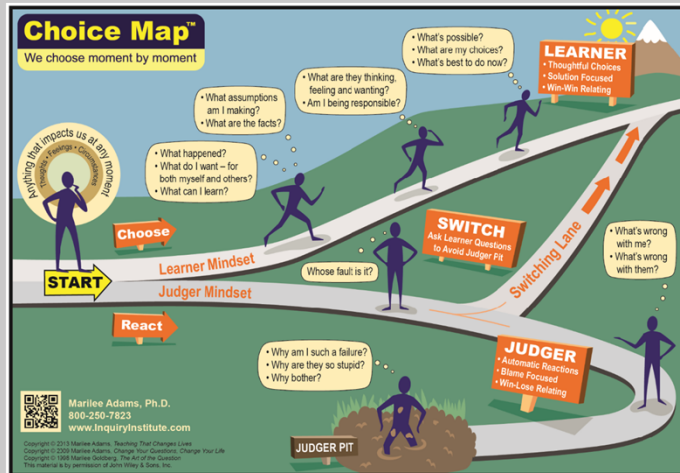 Choice Map™
We choose moment by moment
Anything that impacts us at any moment
Thoughts • Feelings • Circumstances
START
Choose
React
Learner Mindset
Judger Mindset
• What happened?
• What do I want – for
both myself and others?
• What can I learn?
• What assumptions
am I making?
• What are the facts?
• What are they thinking,
feeling and wanting?
• Am I being responsible?
• What's possible?
• What are my choices?
• What's best to do now?
LEARNER
• Thoughtful Choices
• Solution Focused
• Win-Win Relating
Whose fault is it?
SWITCH
Ask Learner Questions
to Avoid Judger Pit
Switching Lane
• What's wrong
with me?
• What's wrong
with them?
JUDGER
• Automatic Reactions
• Blame Focused
• Win-Lose Relating
• Why am I such a failure?
• Why are they so stupid?
• Why bother?
JUDGER PIT
Marilee Adams, Ph.D.
800-250-7823
www.InquiryInstitute.com
Copyright © 2013 Marilee Adams, Teaching That Changes Lives
Copyright © 2009 Marilee Adams, Change Your Questions, Change Your Life
Copyright © 1998 Marilee Goldberg, The Art of the Question
This material is by permission of John Wiley & Sons, Inc.